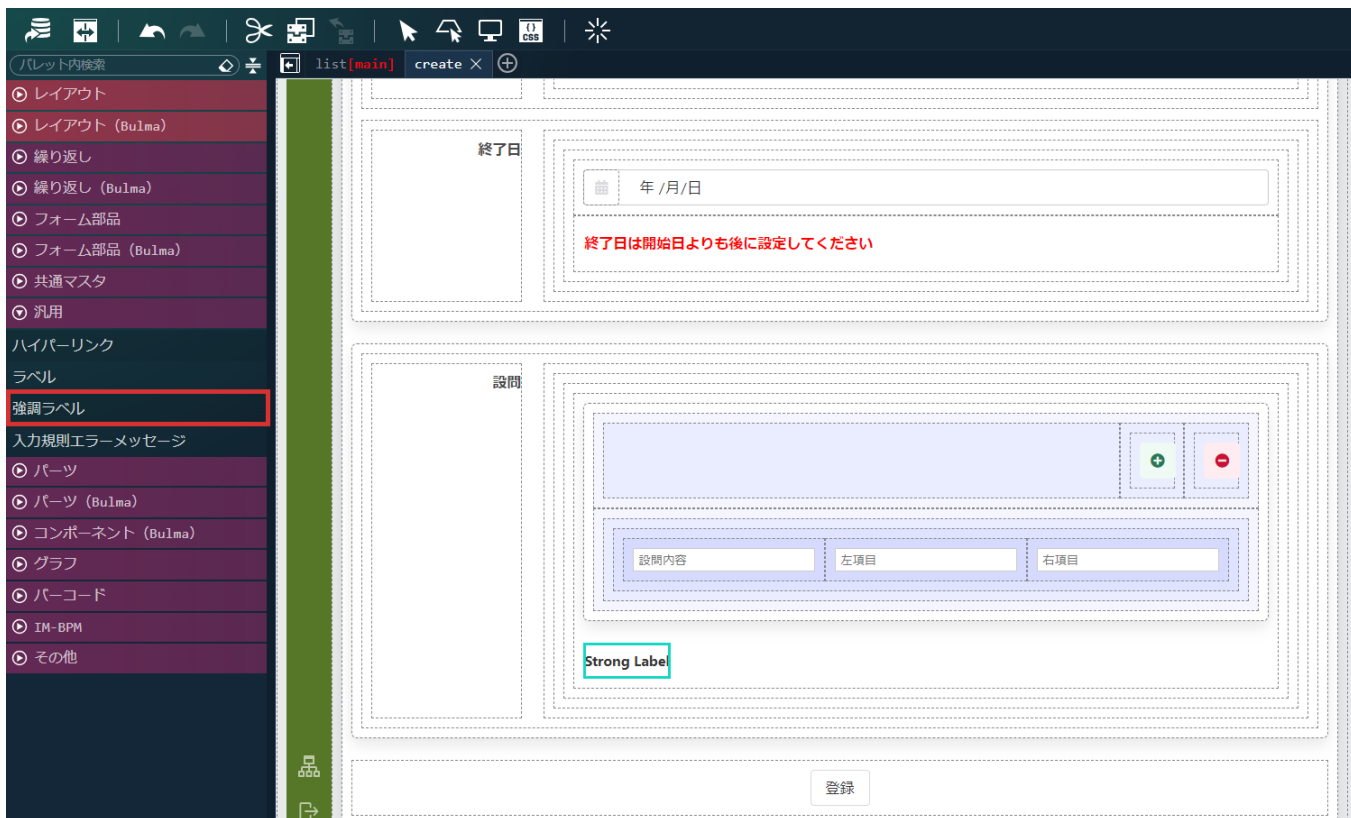 {} CSS
パレット内検索
list[main]
create
レイアウト
レイアウト (Bulma)
繰り返し
繰り返し (Bulma)
フォーム部品
フォーム部品 (Bulma)
共通マスタ
汎用
ハイパーリンク
ラベル
強調ラベル
入力規則エラーメッセージ
パーツ
パーツ (Bulma)
コンポーネント (Bulma)
グラフ
バーコード
IM-BPM
その他
終了日
年 /月/日
終了日は開始日よりも後に設定してください
設問
設問内容
左項目
右項目
Strong Label
登録